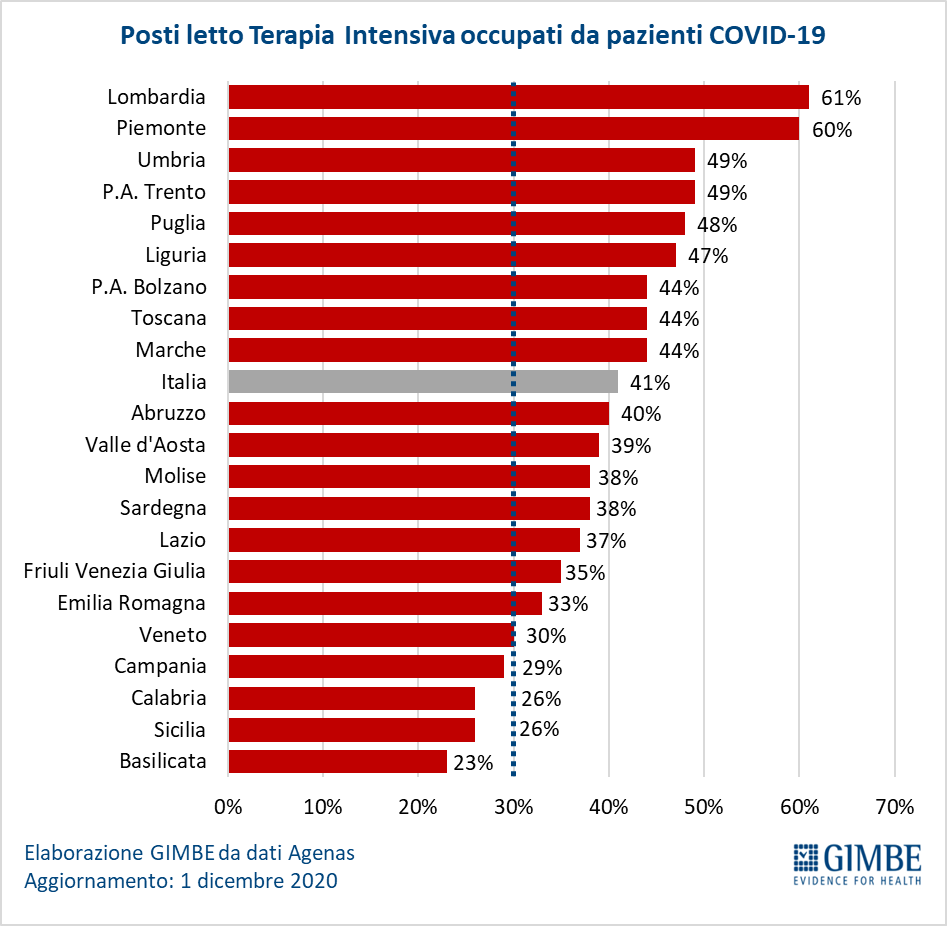 Posti letto Terapia Intensiva occupati da pazienti COVID-19
Lombardia 61%
Piemonte 60%
Umbria 49%
P.A. Trento 49%
Puglia 48%
Liguria 47%
P.A. Bolzano 44%
Toscana 44%
Marche 44%
Italia 41%
Abruzzo 40%
Valle d'Aosta 39%
Molise 38%
Sardegna 38%
Lazio 37%
Friuli Venezia Giulia 35%
Emilia Romagna 33%
Veneto 30%
Campania 29%
Calabria 26%
Sicilia 26%
Basilicata 23%
0% 10% 20% 30% 40% 50% 60% 70%
Elaborazione GIMBE da dati Agenas
Aggiornamento: 1 dicembre 2020
GIMBE
EVIDENCE FOR HEALTH